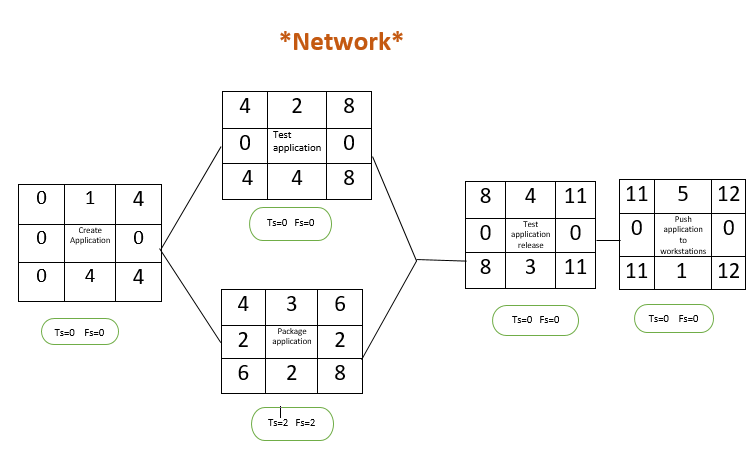 *Network*
4 2 8
0 Test application 0
4 4 8
Ts=0 Fs=0
0 1 4
0 Create Application 0
0 4 4
Ts=0 Fs=0
4 3 6
2 Package application 2
6 2 8
Ts=2 Fs=2
8 4 11
0 Test application release 0
8 3 11
Ts=0 Fs=0
11 5 12
0 Push application to workstations 0
11 1 12
Ts=0 Fs=0